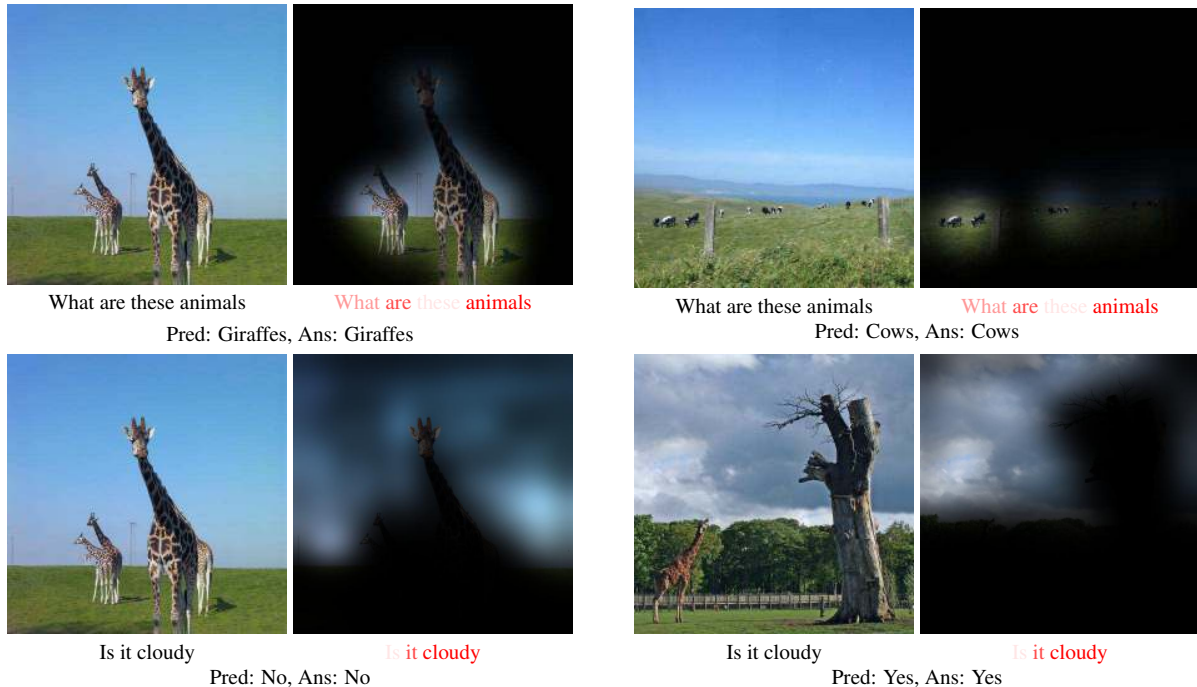 What are these animals
What are these animals
Pred: Giraffes, Ans: Giraffes
What are these animals
What are these animals
Pred: Cows, Ans: Cows
Is it cloudy
Is it cloudy
Pred: No, Ans: No
Is it cloudy
Is it cloudy
Pred: Yes, Ans: Yes